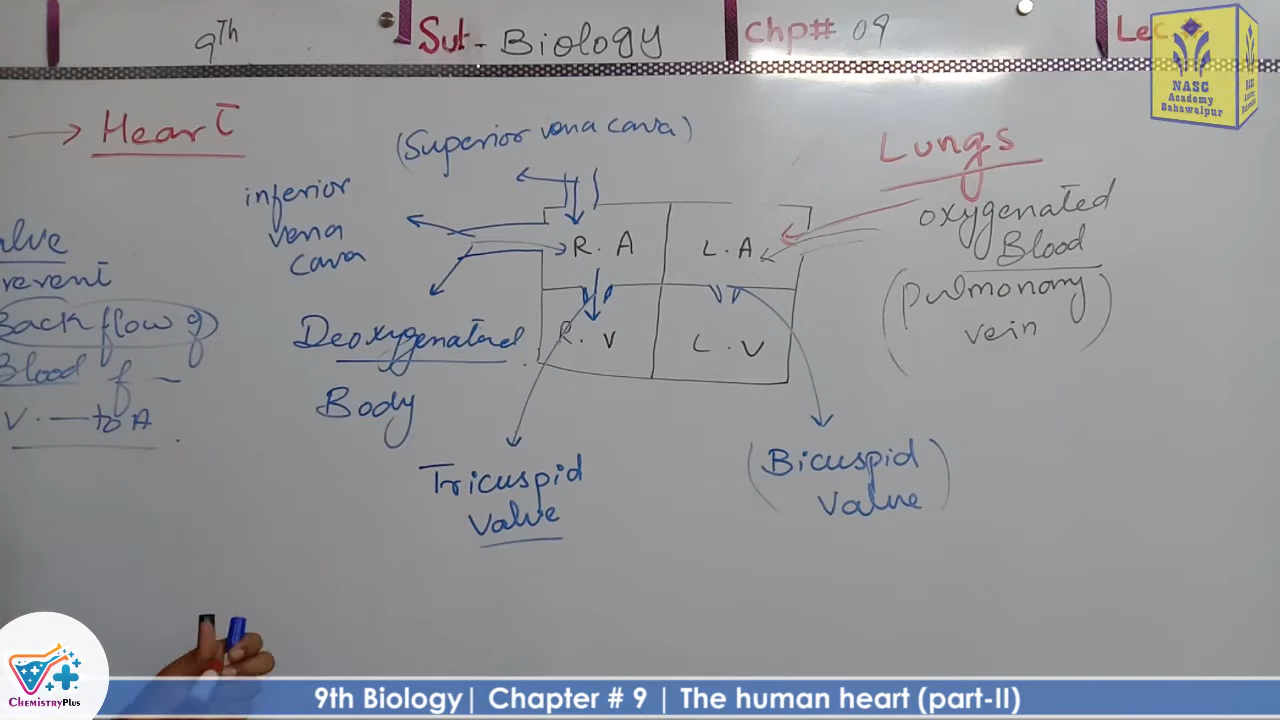 9Th
Sub - Biology
Chp# 09
Lec
NASC
Academy
Bahawalpur
→ Heart
(Superior vena cava)
Lungs
inferior
vena
cava
oxygenated
Blood
(pulmonary
vein)
R. A
L. A
R. V
L. V
alve
revent
Back flow of
Blood f
V. — to A
Deoxygenated
Body
Tricuspid
Valve
(Bicuspid
Valve)
ChemistryPlus
9th Biology| Chapter # 9 | The human heart (part-II)